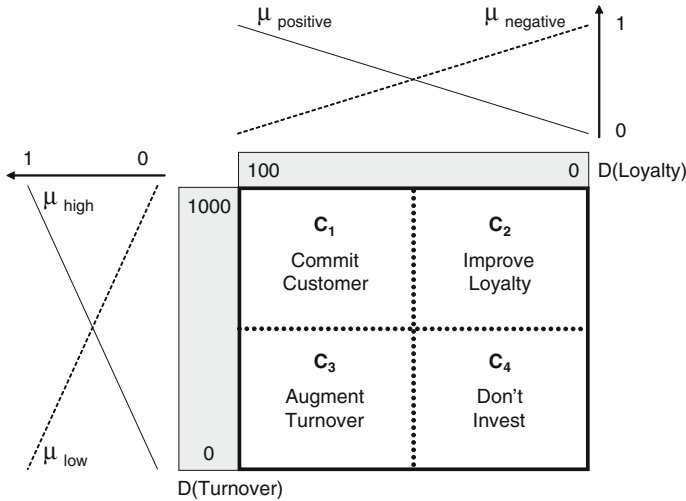 μ positive
μ negative
1
0
1 0
100 0 D(Loyalty)
μ high
1000
C1
Commit
Customer
C2
Improve
Loyalty
C3
Augment
Turnover
C4
Don't
Invest
μ low
0
D(Turnover)